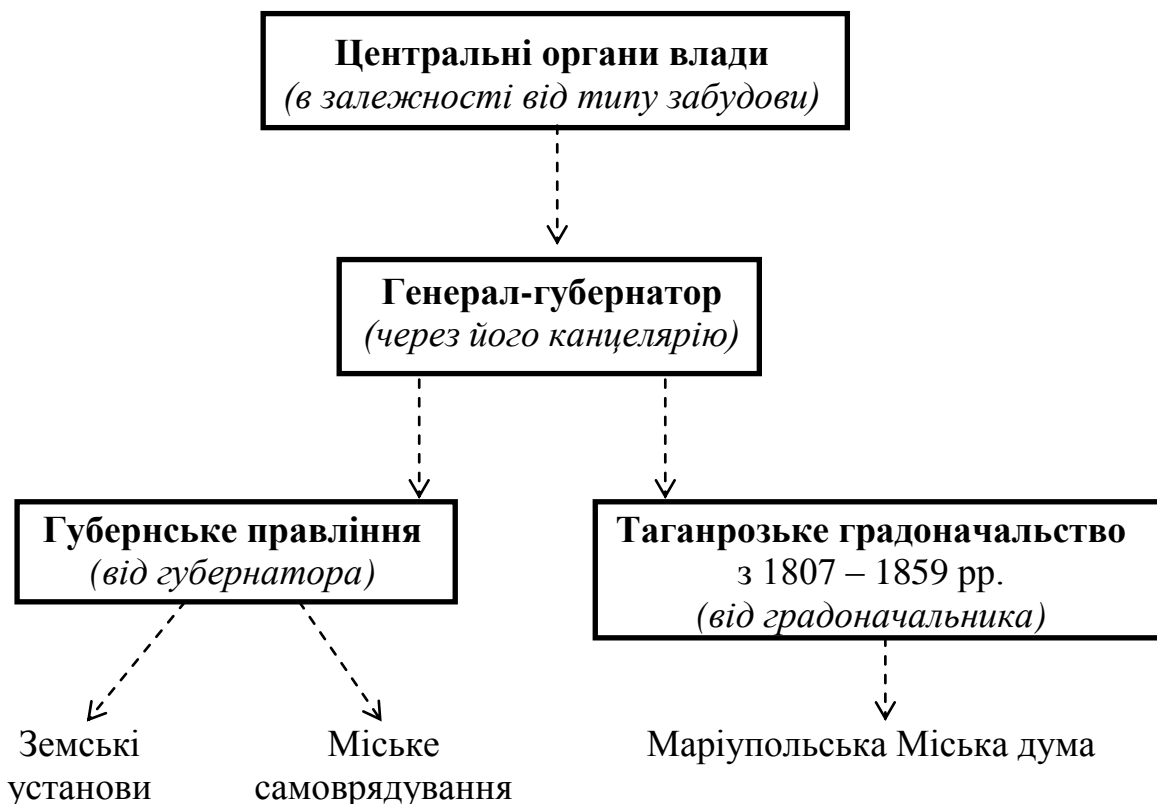 Центральні органи влади
(в залежності від типу забудови)
Генерал-губернатор
(через його канцелярію)
Губернське правління
(від губернатора)
Таганрозьке градоначальство
з 1807 – 1859 рр.
(від градоначальника)
Земські
установи
Міське
самоврядування
Маріупольська Міська дума